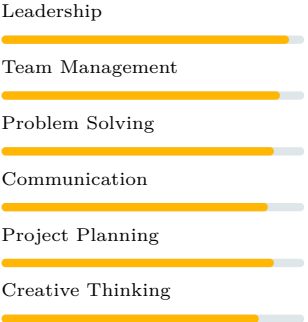 Leadership
Team Management
Problem Solving
Communication
Project Planning
Creative Thinking